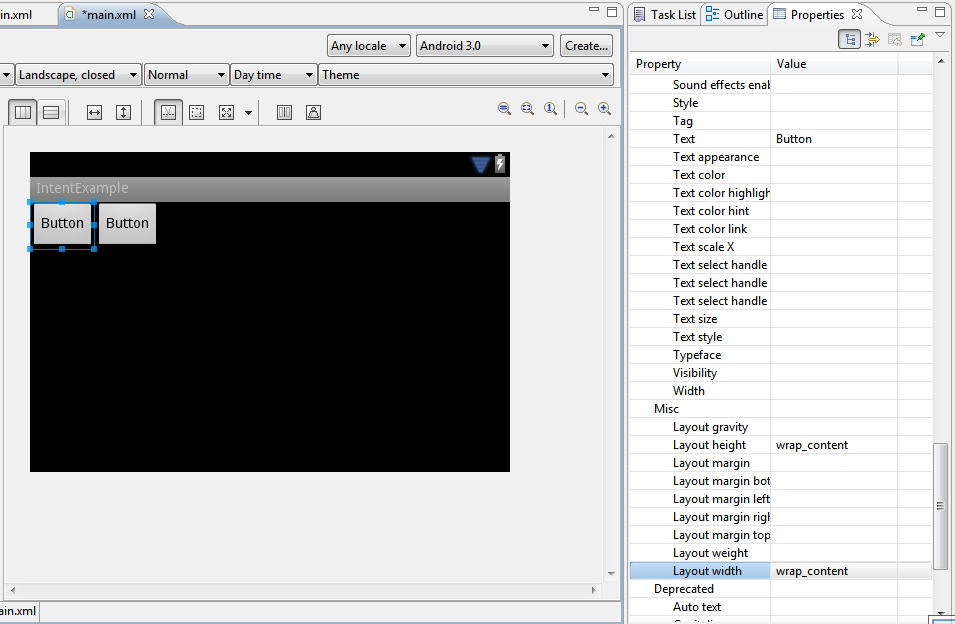 in.xml
*main.xml
Any locale
Android 3.0
Create...
Landscape, closed
Normal
Day time
Theme
IntentExample
Button
Button
ain.xml
Task List
Outline
Properties
Property Value
Sound effects enab
Style
Tag
Text Button
Text appearance
Text color
Text color highligh
Text color hint
Text color link
Text scale X
Text select handle
Text select handle
Text select handle
Text size
Text style
Typeface
Visibility
Width
Misc
Layout gravity
Layout height wrap_content
Layout margin
Layout margin bot
Layout margin left
Layout margin righ
Layout margin top
Layout weight
Layout width wrap_content
Deprecated
Auto text